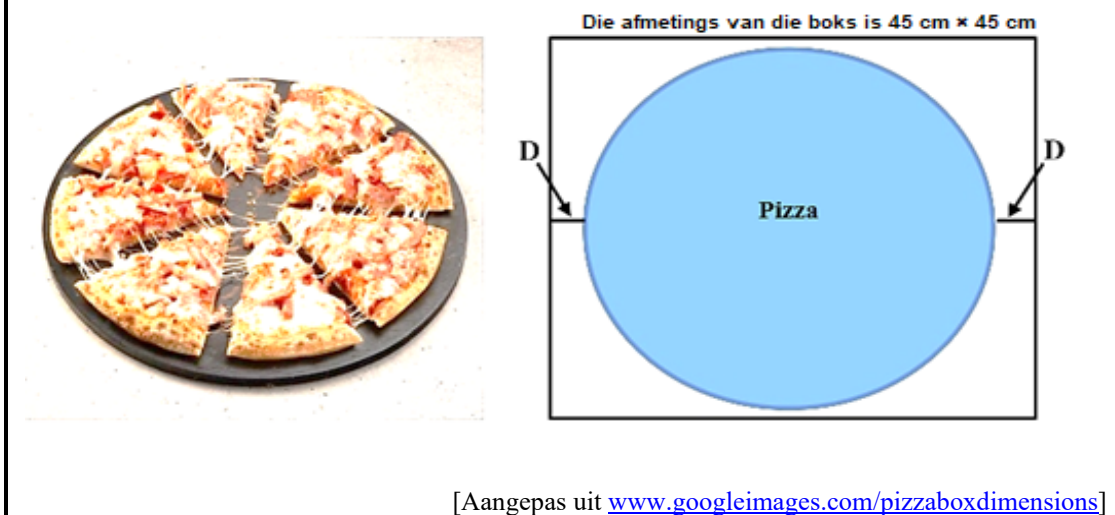 Die afmetings van die boks is 45 cm × 45 cm
D
D
Pizza
[Aangepas uit www.googleimages.com/pizzaboxdimensions]